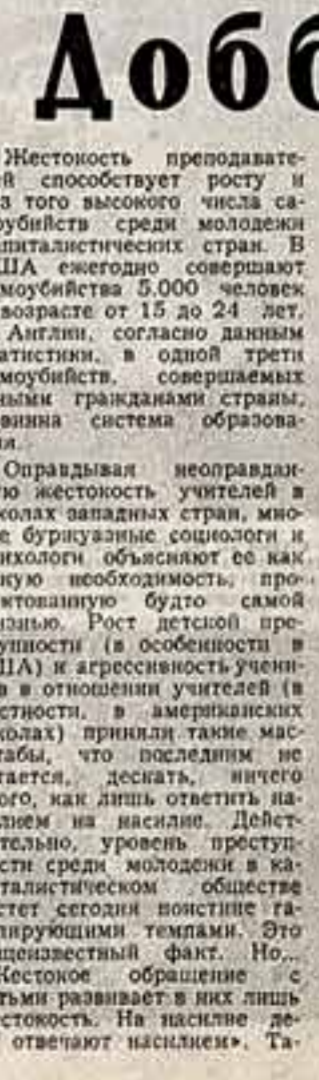 Добб
Жестокость преподавате-
й способствует росту и
з того высокого числа са-
оубийств среди молодежи
апиталистических стран. В
ША ежегодно совершают
моубийства 5.000 человек
возрасте от 15 до 24 лет.
Англии, согласно данным
атистики, в одной трети
моубийств, совершаемых
ными гражданами страны,
винна система образова-
ия.
Оправдывая неоправдан-
ую жестокость учителей в
колах западных стран, мно-
е буржуазные социологи и
ихологи объясняют ее как
ную необходимость, про-
ктованную будто самой
изнью. Рост детской пре-
упности (в особенности в
ША) и агрессивность учени-
в в отношении учителей (в
стности, в американских
колах) приняли такие мас-
табы, что последним не
тается, дескать, ничего
ого, как лишь ответить на-
лием на насилие. Дейст-
тельно, уровень преступ-
сти среди молодежи в ка-
талистическом обществе
стет сегодня поистине га-
пирующими темпами. Это
щеизвестный факт. Но...
Жестокое обращение с
тьми развивает в них лишь
стокость. На насилие де-
отвечают насилием». Та-